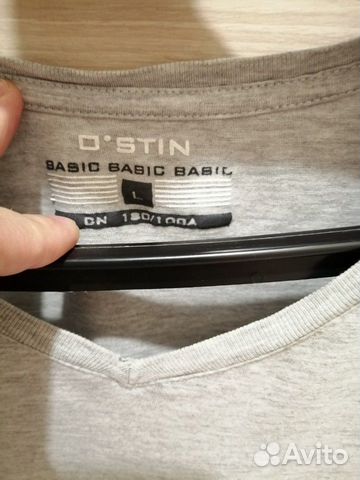 O'STIN
BASIC BASIC BASIC
L
CN 180/100A
Avito